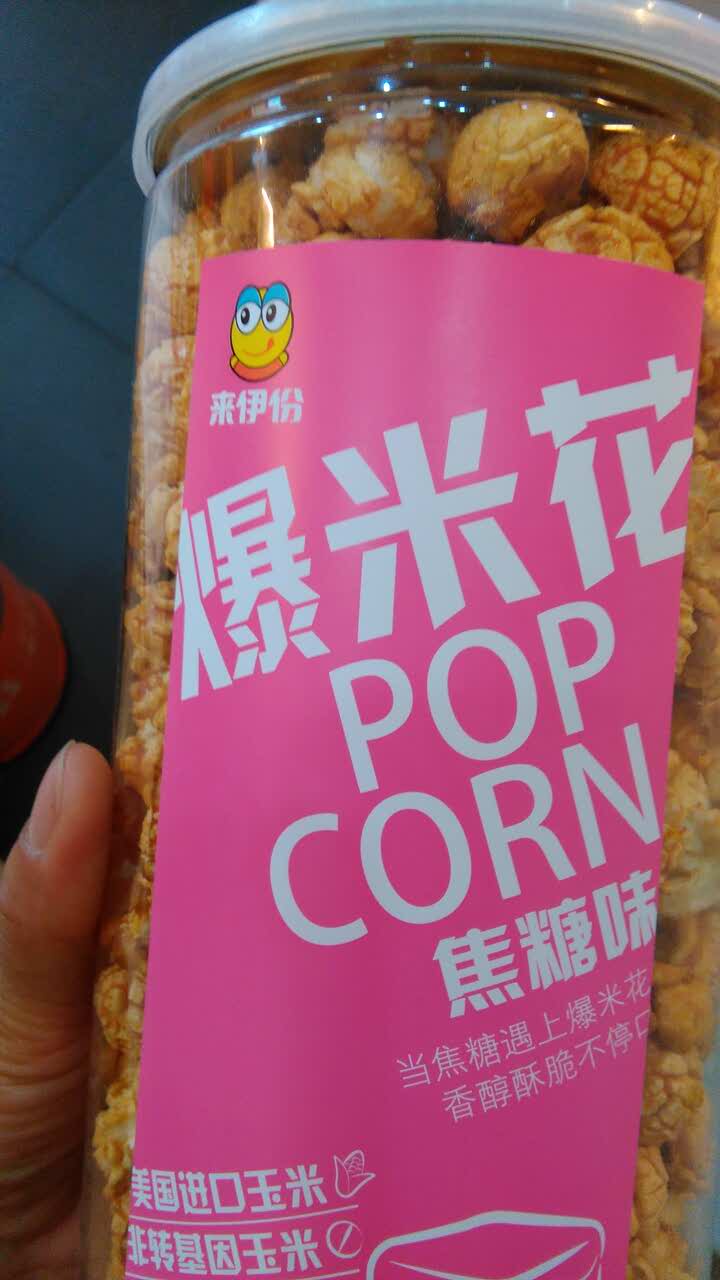 来伊份
爆米花
POP
CORN
焦糖味
当焦糖遇上爆米花
香醇酥脆不停口
美国进口玉米
非转基因玉米